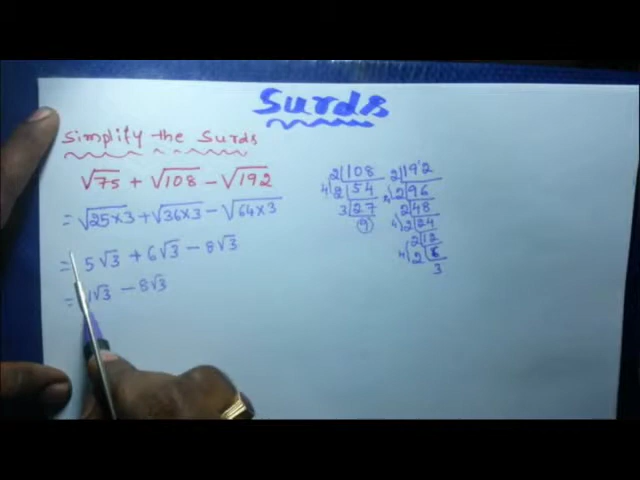 Surds
Simplify the Surds
√75 + √108 − √192
= √25×3 + √36×3 − √64×3
= 5√3 + 6√3 − 8√3
= 1√3 − 8√3
2 108
2 54
3 27
9
2 192
2 96
2 48
2 24
2 12
2 6
3